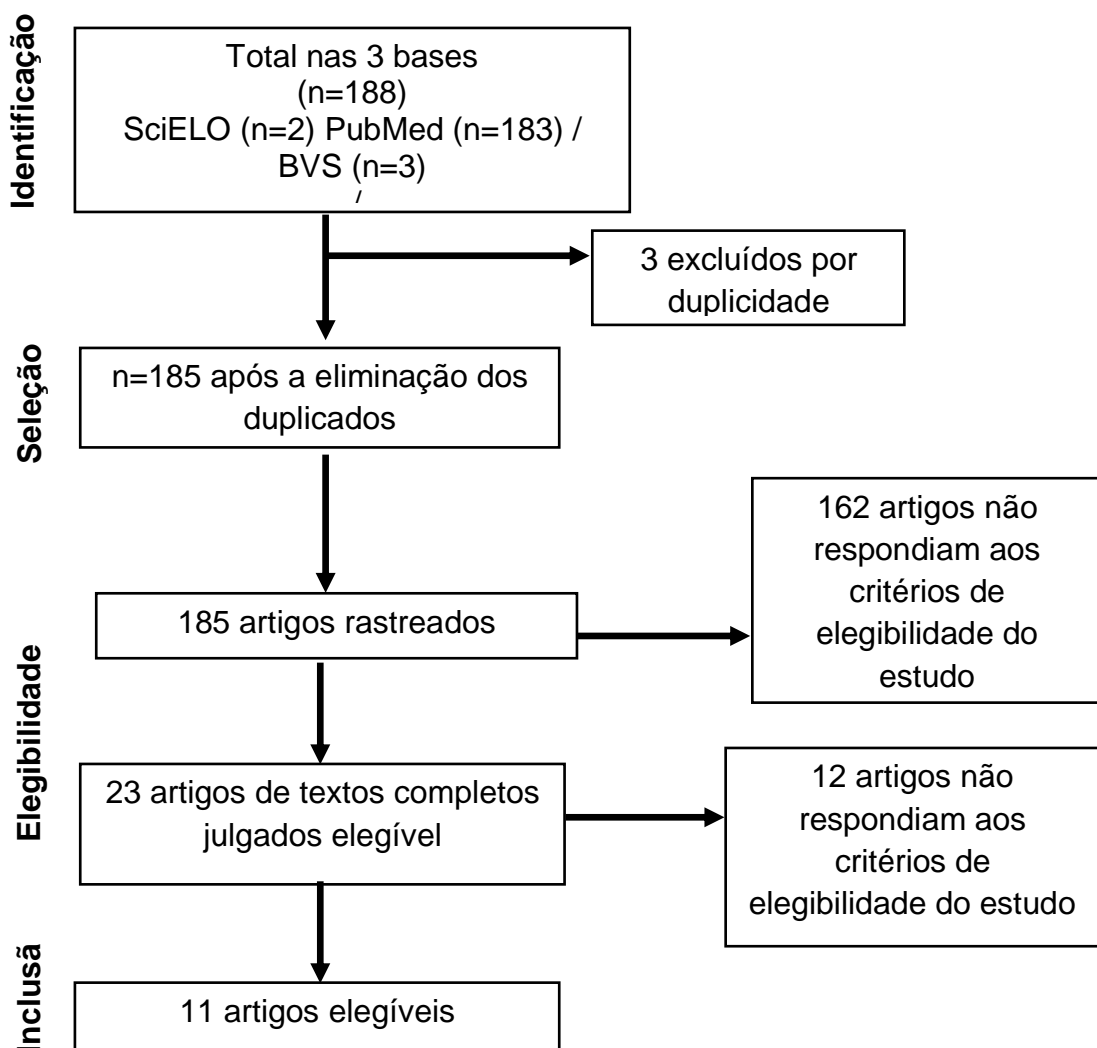 Identificação
Total nas 3 bases
(n=188)
SciELO (n=2) PubMed (n=183) /
BVS (n=3)
/
3 excluídos por
duplicidade
Seleção
n=185 após a eliminação dos
duplicados
162 artigos não
respondiam aos
critérios de
elegibilidade do
estudo
185 artigos rastreados
Elegibilidade
23 artigos de textos completos
julgados elegível
12 artigos não
respondiam aos
critérios de
elegibilidade do estudo
Inclusã
11 artigos elegíveis